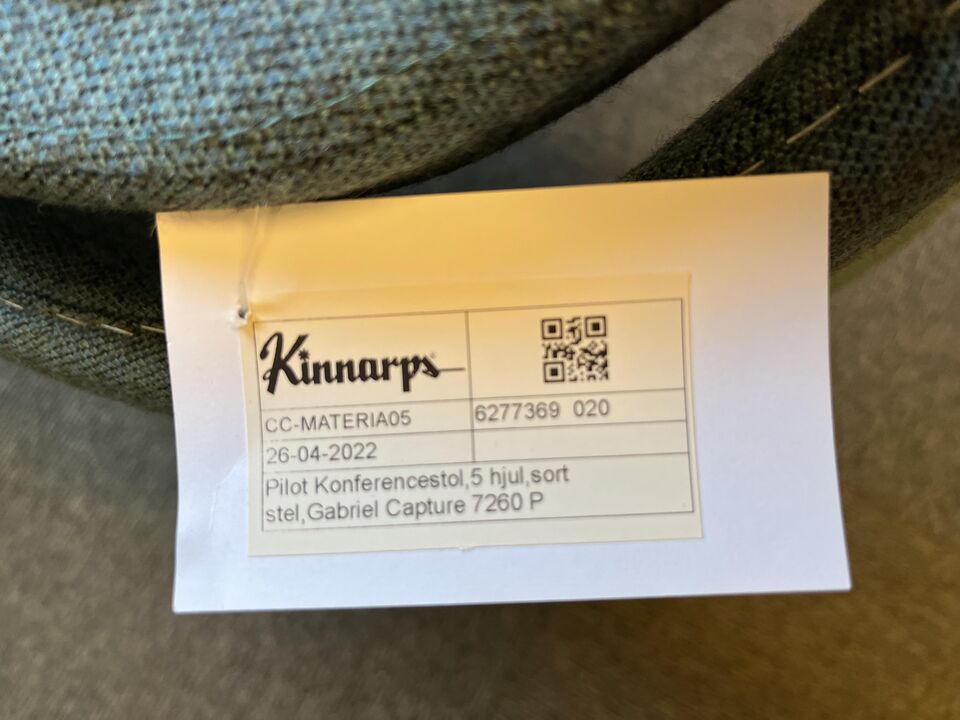 Kinnarps
CC-MATERIA05
6277369 020
26-04-2022
Pilot Konferencestol,5 hjul,sort
stel,Gabriel Capture 7260 P